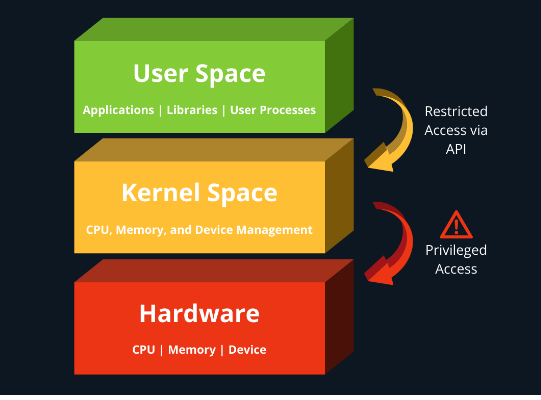 User Space
Applications | Libraries | User Processes
Restricted
Access via
API
Kernel Space
CPU, Memory, and Device Management
Privileged
Access
Hardware
CPU | Memory | Device